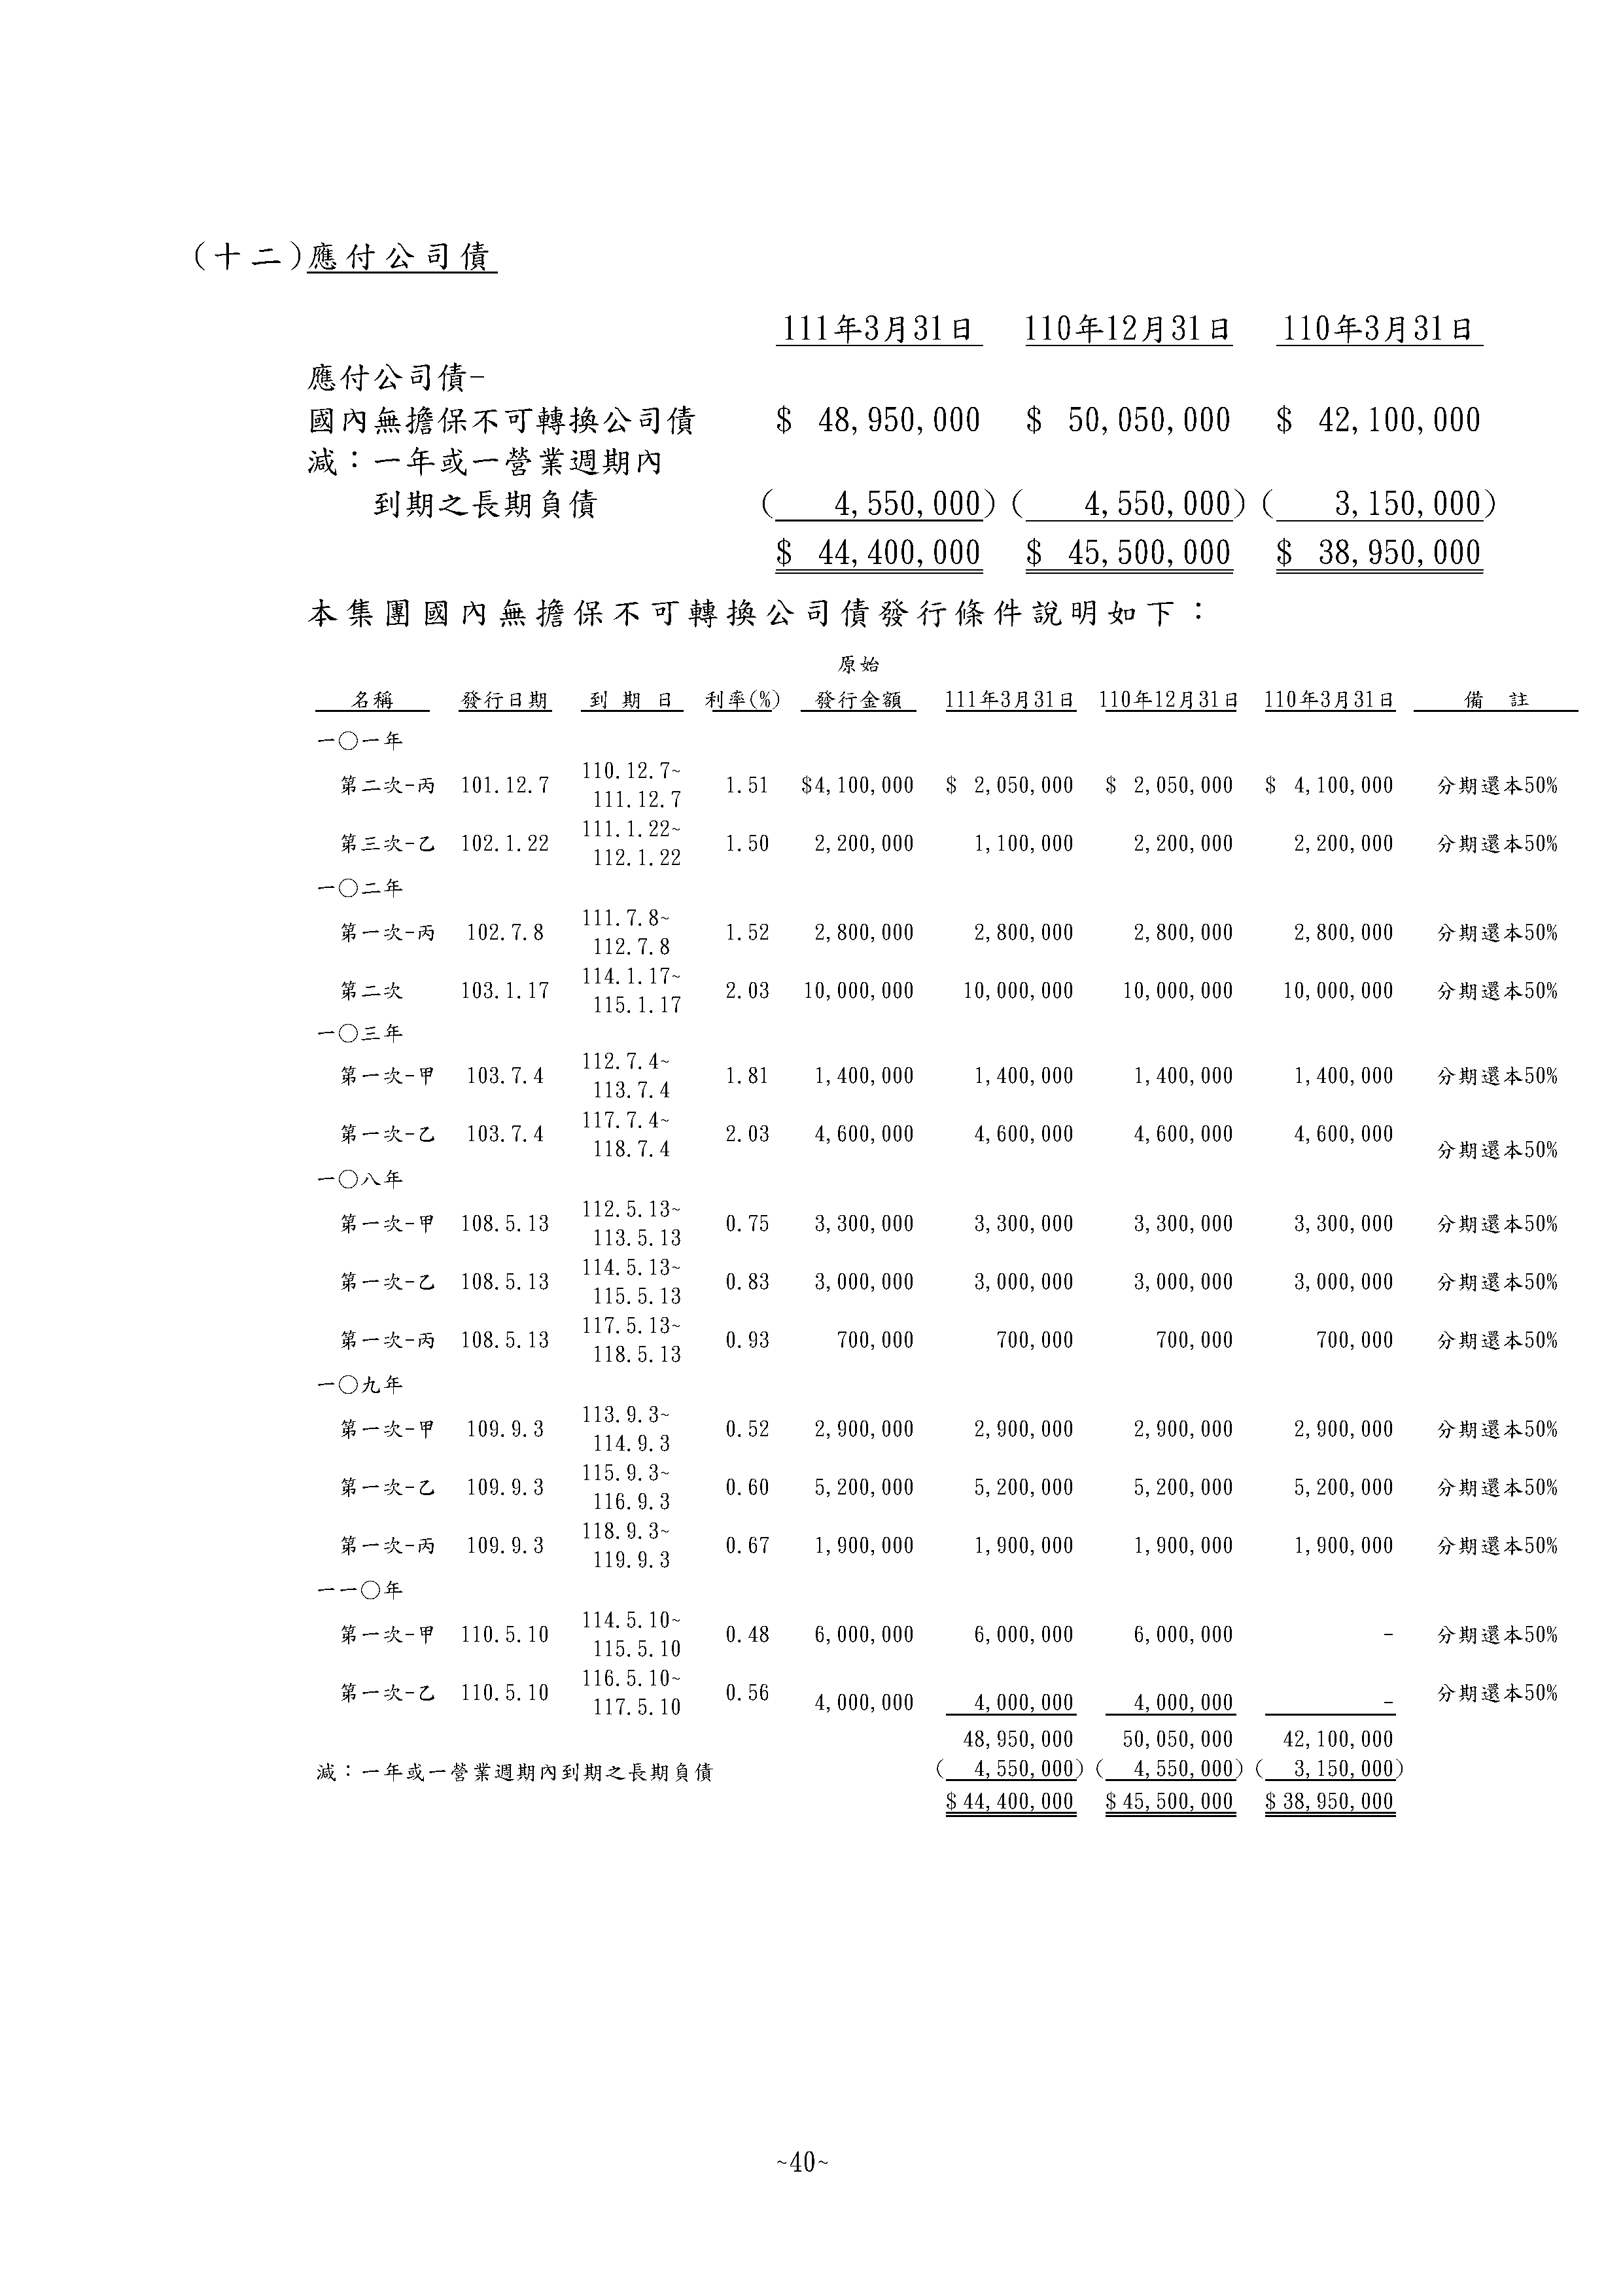 (十二)應付公司債
111年3月31日 110年12月31日 110年3月31日
應付公司債-
國內無擔保不可轉換公司債 $ 48,950,000 $ 50,050,000 $ 42,100,000
減：一年或一營業週期內
到期之長期負債 ( 4,550,000) ( 4,550,000) ( 3,150,000)
$ 44,400,000 $ 45,500,000 $ 38,950,000
本集團國內無擔保不可轉換公司債發行條件說明如下：
原始
名稱 發行日期 到期日 利率(%) 發行金額 111年3月31日 110年12月31日 110年3月31日 備 註
一○一年
110.12.7~
第二次-丙 101.12.7 1.51 $4,100,000 $ 2,050,000 $ 2,050,000 $ 4,100,000 分期還本50%
111.12.7
111.1.22~
第三次-乙 102.1.22 1.50 2,200,000 1,100,000 2,200,000 2,200,000 分期還本50%
112.1.22
一○二年
111.7.8~
第一次-丙 102.7.8 1.52 2,800,000 2,800,000 2,800,000 2,800,000 分期還本50%
112.7.8
114.1.17~
第二次 103.1.17 2.03 10,000,000 10,000,000 10,000,000 10,000,000 分期還本50%
115.1.17
一○三年
112.7.4~
第一次-甲 103.7.4 1.81 1,400,000 1,400,000 1,400,000 1,400,000 分期還本50%
113.7.4
117.7.4~
第一次-乙 103.7.4 2.03 4,600,000 4,600,000 4,600,000 4,600,000
118.7.4 分期還本50%
一○八年
112.5.13~
第一次-甲 108.5.13 0.75 3,300,000 3,300,000 3,300,000 3,300,000 分期還本50%
113.5.13
114.5.13~
第一次-乙 108.5.13 0.83 3,000,000 3,000,000 3,000,000 3,000,000 分期還本50%
115.5.13
117.5.13~
第一次-丙 108.5.13 0.93 700,000 700,000 700,000 700,000 分期還本50%
118.5.13
一○九年
113.9.3~
第一次-甲 109.9.3 0.52 2,900,000 2,900,000 2,900,000 2,900,000 分期還本50%
114.9.3
115.9.3~
第一次-乙 109.9.3 0.60 5,200,000 5,200,000 5,200,000 5,200,000 分期還本50%
116.9.3
118.9.3~
第一次-丙 109.9.3 0.67 1,900,000 1,900,000 1,900,000 1,900,000 分期還本50%
119.9.3
一一○年
114.5.10~
第一次-甲 110.5.10 0.48 6,000,000 6,000,000 6,000,000 - 分期還本50%
115.5.10
116.5.10~
第一次-乙 110.5.10 0.56 4,000,000 4,000,000 4,000,000 - 分期還本50%
117.5.10
48,950,000 50,050,000 42,100,000
減：一年或一營業週期內到期之長期負債 ( 4,550,000) ( 4,550,000) ( 3,150,000)
$ 44,400,000 $ 45,500,000 $ 38,950,000
~40~